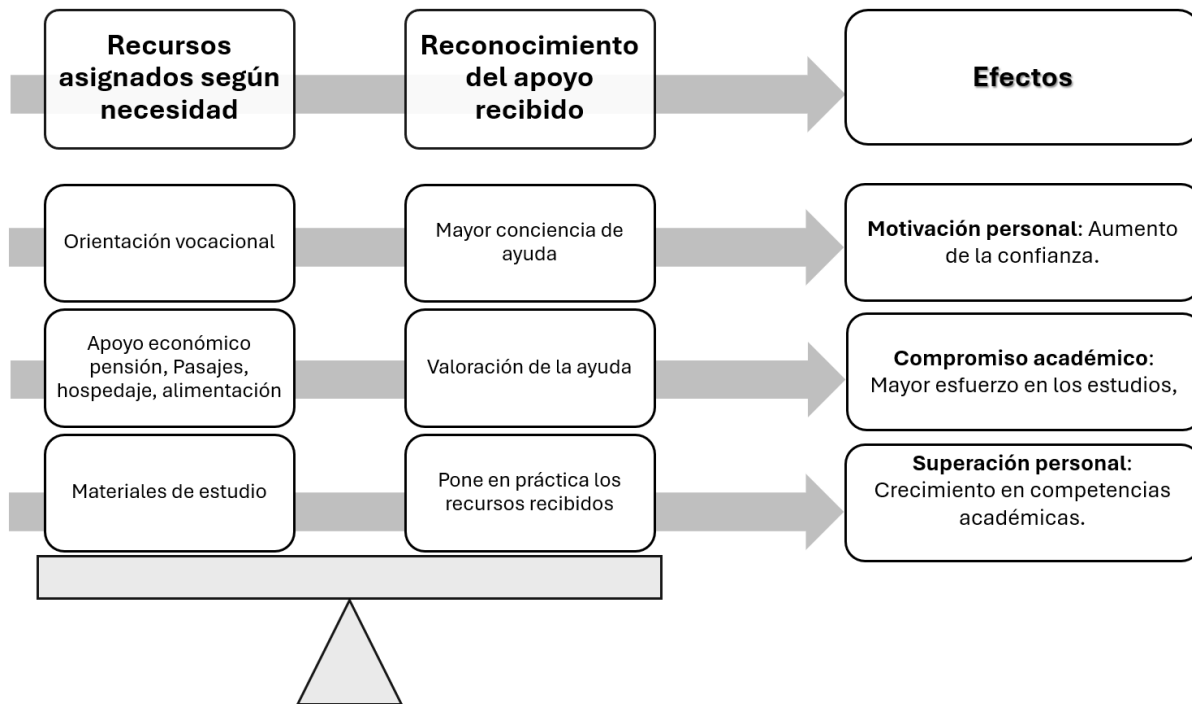 Recursos
asignados según
necesidad
Reconocimiento
del apoyo
recibido
Efectos
Orientación vocacional
Mayor conciencia de
ayuda
Motivación personal: Aumento
de la confianza.
Apoyo económico
pensión, Pasajes,
hospedaje, alimentación
Valoración de la ayuda
Compromiso académico:
Mayor esfuerzo en los estudios,
Materiales de estudio
Pone en práctica los
recursos recibidos
Superación personal:
Crecimiento en competencias
académicas.